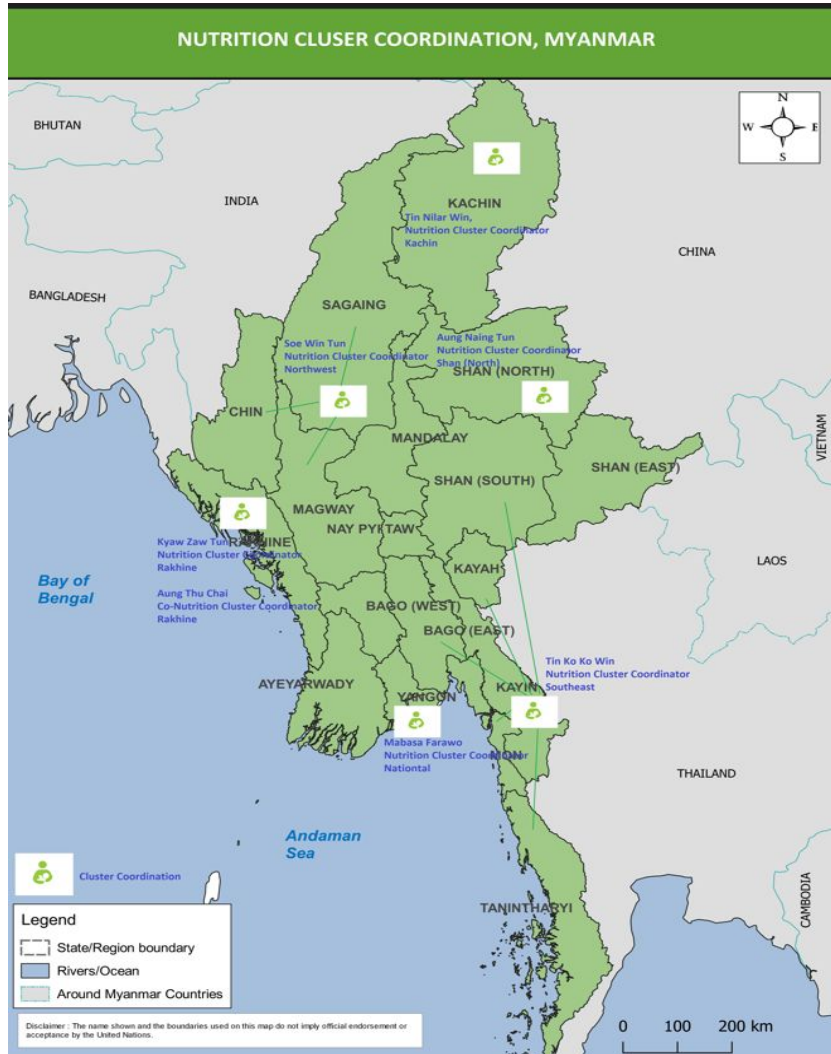 NUTRITION CLUSER COORDINATION, MYANMAR
N
W E
S
BHUTAN
INDIA
CHINA
BANGLADESH
KACHIN
Tin Nilar Win,
Nutrition Cluster Coordinator
Kachin
SAGAING
Soe Win Tun
Nutrition Cluster Coordinator
Northwest
Aung Naing Tun
Nutrition Cluster Coordinator
Shan (North)
SHAN (NORTH)
CHIN
MANDALAY
VIETNAM
SHAN (SOUTH)
SHAN (EAST)
MAGWAY
NAY PYI TAW
RAKHINE
Kyaw Zaw Tun
Nutrition Cluster Coordinator
Rakhine
Aung Thu Chai
Co-Nutrition Cluster Coordinator
Rakhine
LAOS
KAYAH
Bay of
Bengal
BAGO (WEST)
BAGO (EAST)
Tin Ko Ko Win
Nutrition Cluster Coordinator
Southeast
AYEYARWADY
YANGON
KAYIN
Mabasa Farawo
Nutrition Cluster Coordinator
Nationtal
MON
THAILAND
Andaman
Sea
CAMBODIA
TANINTHARYI
Cluster Coordination
Legend
State/Region boundary
Rivers/Ocean
Around Myanmar Countries
Disclaimer : The name shown and the boundaries used on this map do not imply official endorsement or
acceptance by the United Nations.
0 100 200 km